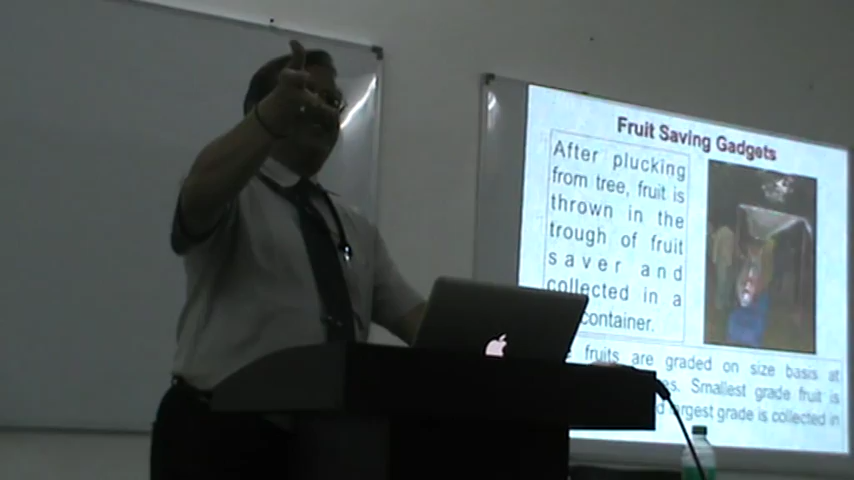 Fruit Saving Gadgets
After plucking
from tree, fruit is
thrown in the
trough of fruit
saver and
collected in a
container.
fruits are graded on size basis at
Smallest grade fruit is
largest grade is collected in